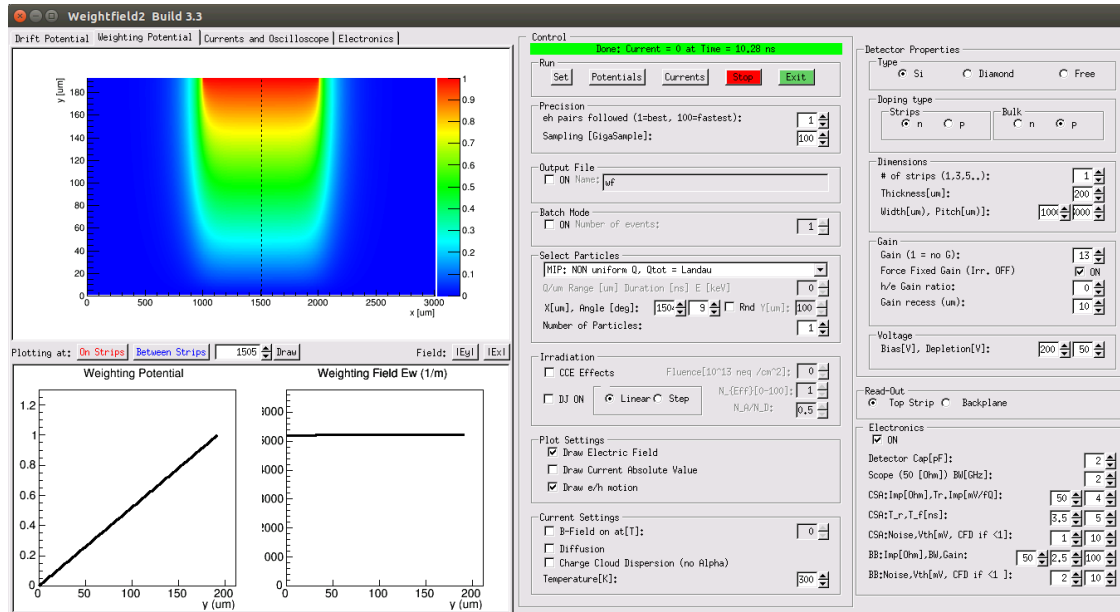 Weightfield2 Build 3.3
Drift Potential Weighting Potential Currents and Oscilloscope Electronics
y [um]
180
160
140
120
100
80
60
40
20
0
0 500 1000 1500 2000 2500 3000
x [um]
1
0.9
0.8
0.7
0.6
0.5
0.4
0.3
0.2
0.1
0
Plotting at: On Strips Between Strips 1505 Draw Field: |Ey| |Ex|
Weighting Potential
1.2
1
0.8
0.6
0.4
0.2
0
0 50 100 150 200
y (um)
Weighting Field Ew (1/m)
0 50 100 150 200
y (um)
Control
Done: Current = 0 at Time = 10.28 ns
Run
Set Potentials Currents Stop Exit
Precision
eh pairs followed (1=best, 100=fastest): 1
Sampling [GigaSample]: 100
Output File
ON Name: wf
Batch Mode
ON Number of events: 1
Select Particles
MIP: NON uniform Q, Qtot = Landau
Q/um Range [um] Duration [ns] E [keV] 0
X[um], Angle [deg]: 9 Rnd Y[um]: 100
Number of Particles: 1
Irradiation
CCE Effects Fluence[10^13 neq /cm^2]: 0
DJ ON Linear Step N_{Eff}[0-100]: 1
N_A/N_D: 0.5
Plot Settings
Draw Electric Field
Draw Current Absolute Value
Draw e/h motion
Current Settings
B-Field on at[T]: 0
Diffusion
Charge Cloud Dispersion (no Alpha)
Temperature[K]: 300
Detector Properties
Type
Si Diamond Free
Doping type
Strips Bulk
n p n p
Dimensions
# of strips (1,3,5..): 1
Thickness[um]: 200
Width[um], Pitch[um]:
Gain
Gain (1 = no G): 13
Force Fixed Gain (Irr. OFF) ON
h/e Gain ratio: 0
Gain recess (um): 10
Voltage
Bias[V], Depletion[V]: 200 50
Read-Out
Top Strip Backplane
Electronics
ON
Detector Cap[pF]: 2
Scope (50 [Ohm]) BW[GHz]: 2
CSA:Imp[Ohm],Tr.Imp[mV/fQ]: 50 4
CSA:T_r,T_f[ns]: 3.5 5
CSA:Noise,Vth[mV, CFD if <1]: 1 10
BB:Imp[Ohm],BW,Gain: 50 2.5 100
BB:Noise,Vth[mV, CFD if <1 ]: 2 10